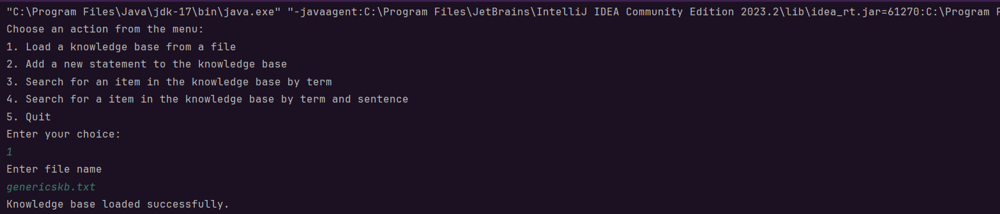 "C:\Program Files\Java\jdk-17\bin\java.exe" "-javaagent:C:\Program Files\JetBrains\IntelliJ IDEA Community Edition 2023.2\lib\idea_rt.jar=61270:C:\Program F
Choose an action from the menu:
1. Load a knowledge base from a file
2. Add a new statement to the knowledge base
3. Search for an item in the knowledge base by term
4. Search for a item in the knowledge base by term and sentence
5. Quit
Enter your choice:
1
Enter file name
genericskb.txt
Knowledge base loaded successfully.